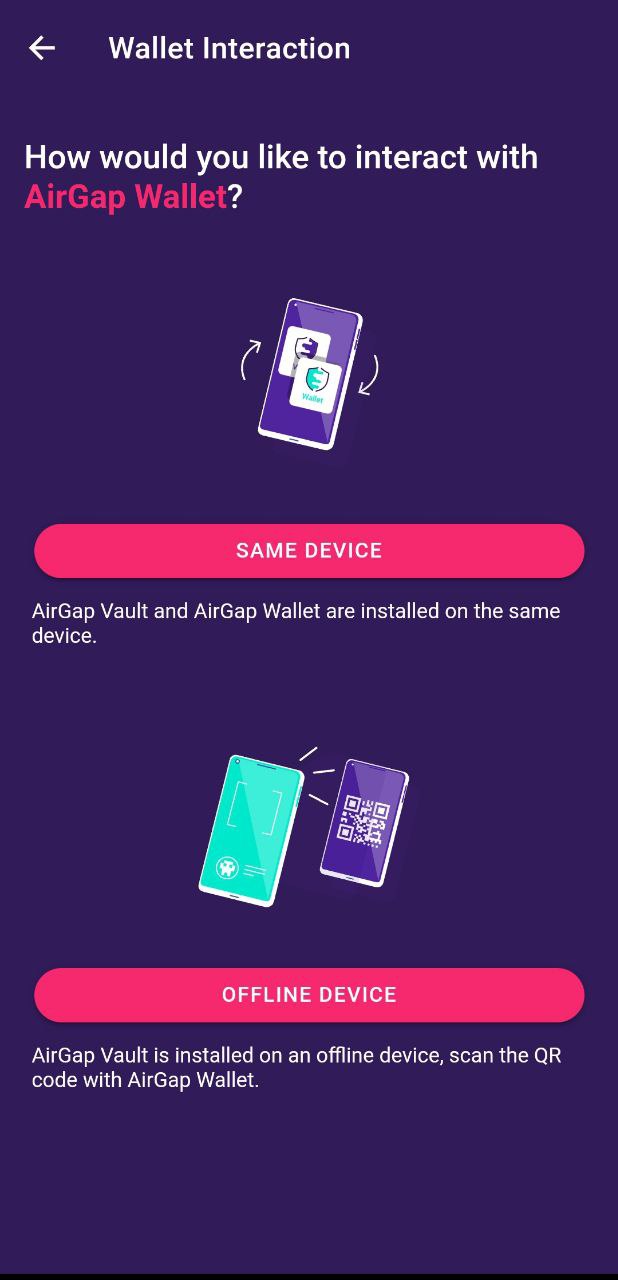 Wallet Interaction
How would you like to interact with
AirGap Wallet?
Wallet
SAME DEVICE
AirGap Vault and AirGap Wallet are installed on the same
device.
OFFLINE DEVICE
AirGap Vault is installed on an offline device, scan the QR
code with AirGap Wallet.